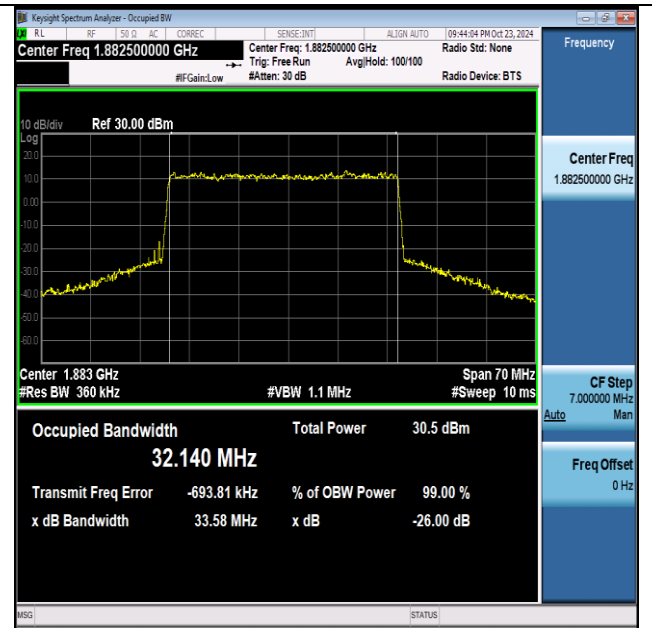 Keysight Spectrum Analyzer - Occupied BW
RL RF 50 Ω AC CORREC SENSE:INT ALIGN AUTO 09:44:04 PM Oct 23, 2024
Center Freq 1.882500000 GHz
Center Freq: 1.882500000 GHz
Radio Std: None
Trig: Free Run Avg|Hold: 100/100
#IFGain:Low
#Atten: 30 dB
Radio Device: BTS
Frequency
10 dB/div Ref 30.00 dBm
Log
20.0
10.0
0.00
-10.0
-20.0
-30.0
-40.0
-50.0
-60.0
Center 1.883 GHz
Span 70 MHz
#Res BW 360 kHz
#VBW 1.1 MHz
#Sweep 10 ms
Center Freq
1.882500000 GHz
CF Step
7.000000 MHz
Auto Man
Freq Offset
0 Hz
Occupied Bandwidth
Total Power 30.5 dBm
32.140 MHz
Transmit Freq Error -693.81 kHz
% of OBW Power 99.00 %
x dB Bandwidth 33.58 MHz
x dB -26.00 dB
MSG
STATUS